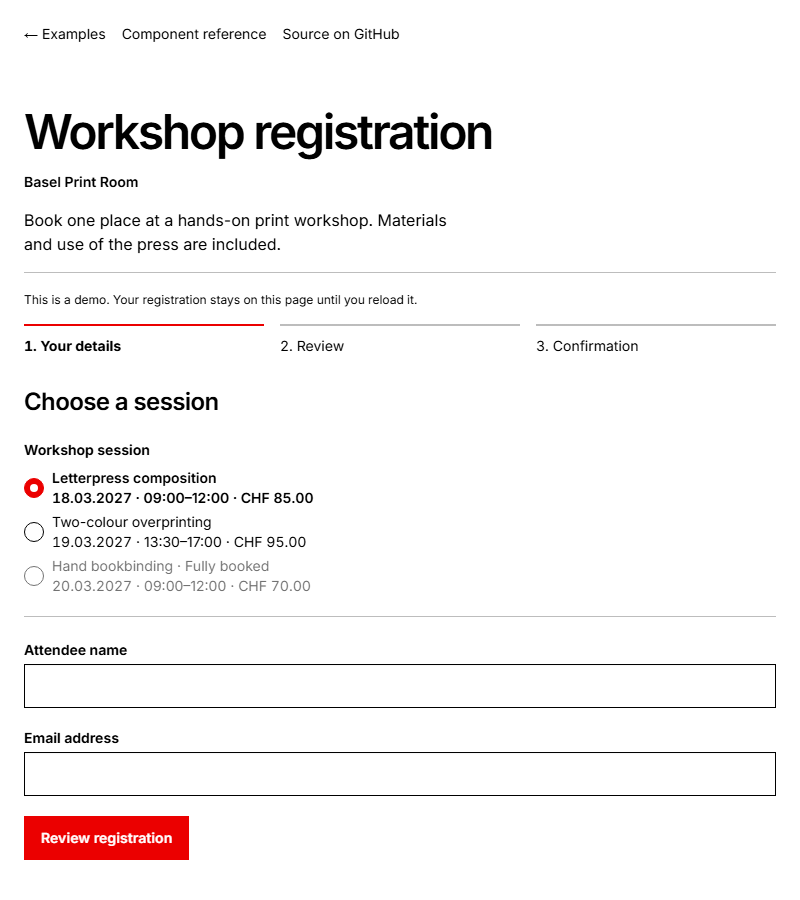 ← Examples Component reference Source on GitHub
Workshop registration
Basel Print Room
Book one place at a hands-on print workshop. Materials
and use of the press are included.
This is a demo. Your registration stays on this page until you reload it.
1. Your details 2. Review 3. Confirmation
Choose a session
Workshop session
Letterpress composition
18.03.2027 · 09:00–12:00 · CHF 85.00
Two-colour overprinting
19.03.2027 · 13:30–17:00 · CHF 95.00
Hand bookbinding · Fully booked
20.03.2027 · 09:00–12:00 · CHF 70.00
Attendee name
Email address
Review registration